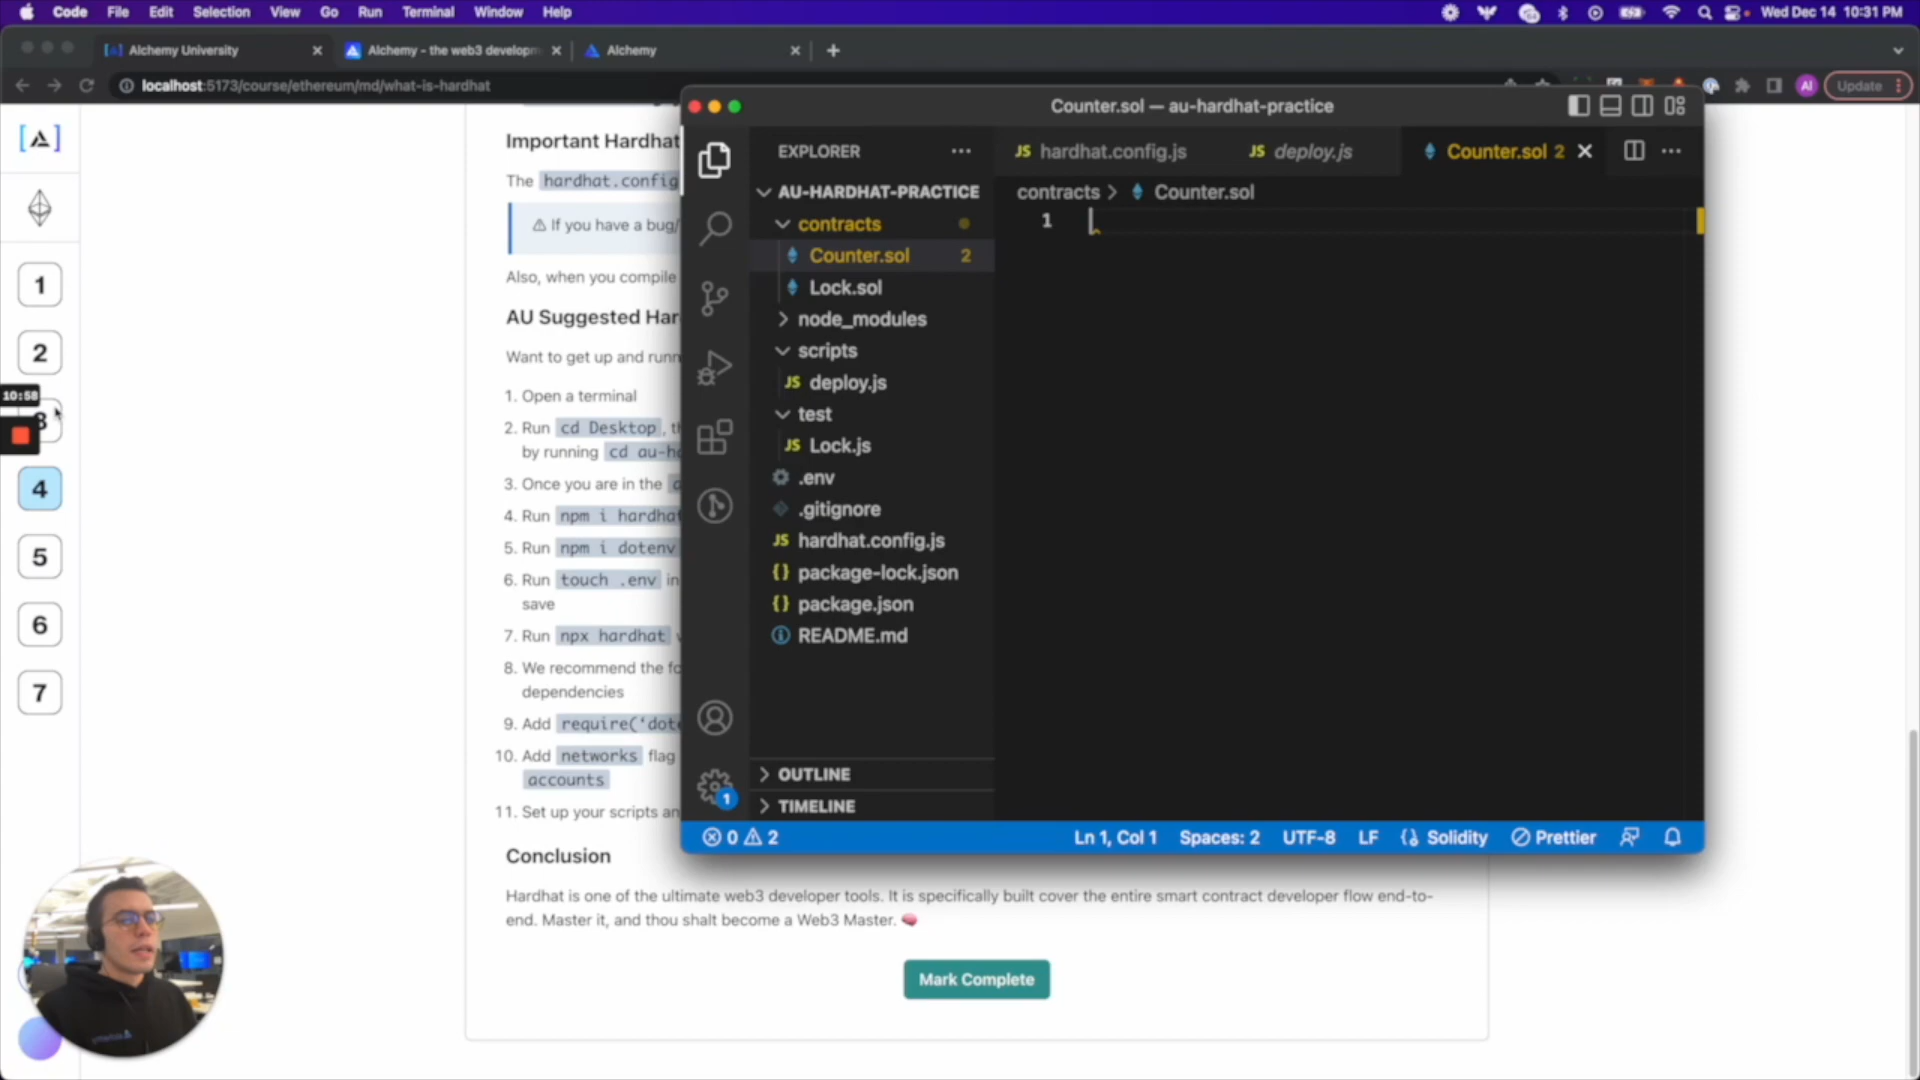 Code File Edit Selection View Go Run Terminal Window Help
Wed Dec 14 10:31 PM
Alchemy University
Alchemy - the web3 developm
Alchemy
localhost:5173/course/ethereum/md/what-is-hardhat
Update
Important Hardhat
The hardhat.config
⚠ If you have a bug/
Also, when you compile
AU Suggested Har
Want to get up and runn
1. Open a terminal
2. Run cd Desktop, th
by running cd au-ha
3. Once you are in the a
4. Run npm i hardhat
5. Run npm i dotenv
6. Run touch .env in
save
7. Run npx hardhat
8. We recommend the fo
dependencies
9. Add require('dote
10. Add networks flag
accounts
11. Set up your scripts an
Conclusion
Hardhat is one of the ultimate web3 developer tools. It is specifically built cover the entire smart contract developer flow end-to-
end. Master it, and thou shalt become a Web3 Master. 🧠
Mark Complete
1
2
10:58
3
4
5
6
7
Counter.sol — au-hardhat-practice
EXPLORER
AU-HARDHAT-PRACTICE
contracts
Counter.sol 2
Lock.sol
node_modules
scripts
JS deploy.js
test
JS Lock.js
.env
.gitignore
JS hardhat.config.js
{} package-lock.json
{} package.json
README.md
OUTLINE
TIMELINE
JS hardhat.config.js
JS deploy.js
Counter.sol 2
contracts > Counter.sol
1
1
0 2
Ln 1, Col 1 Spaces: 2 UTF-8 LF Solidity Prettier